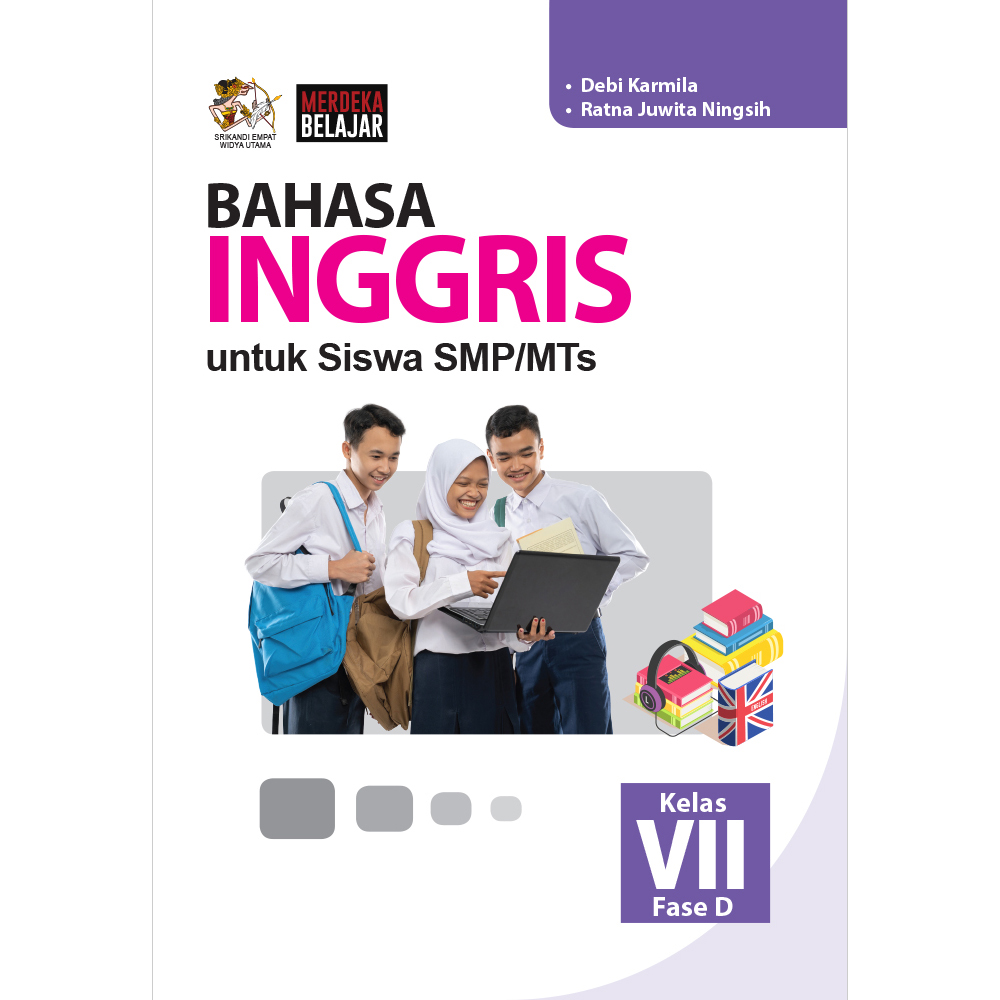 • Debi Karmila
• Ratna Juwita Ningsih
SRIKANDI EMPAT
WIDYA UTAMA
MERDEKA
BELAJAR
BAHASA
INGGRIS
untuk Siswa SMP/MTs
L
ENGLISH
Kelas
VII
Fase D